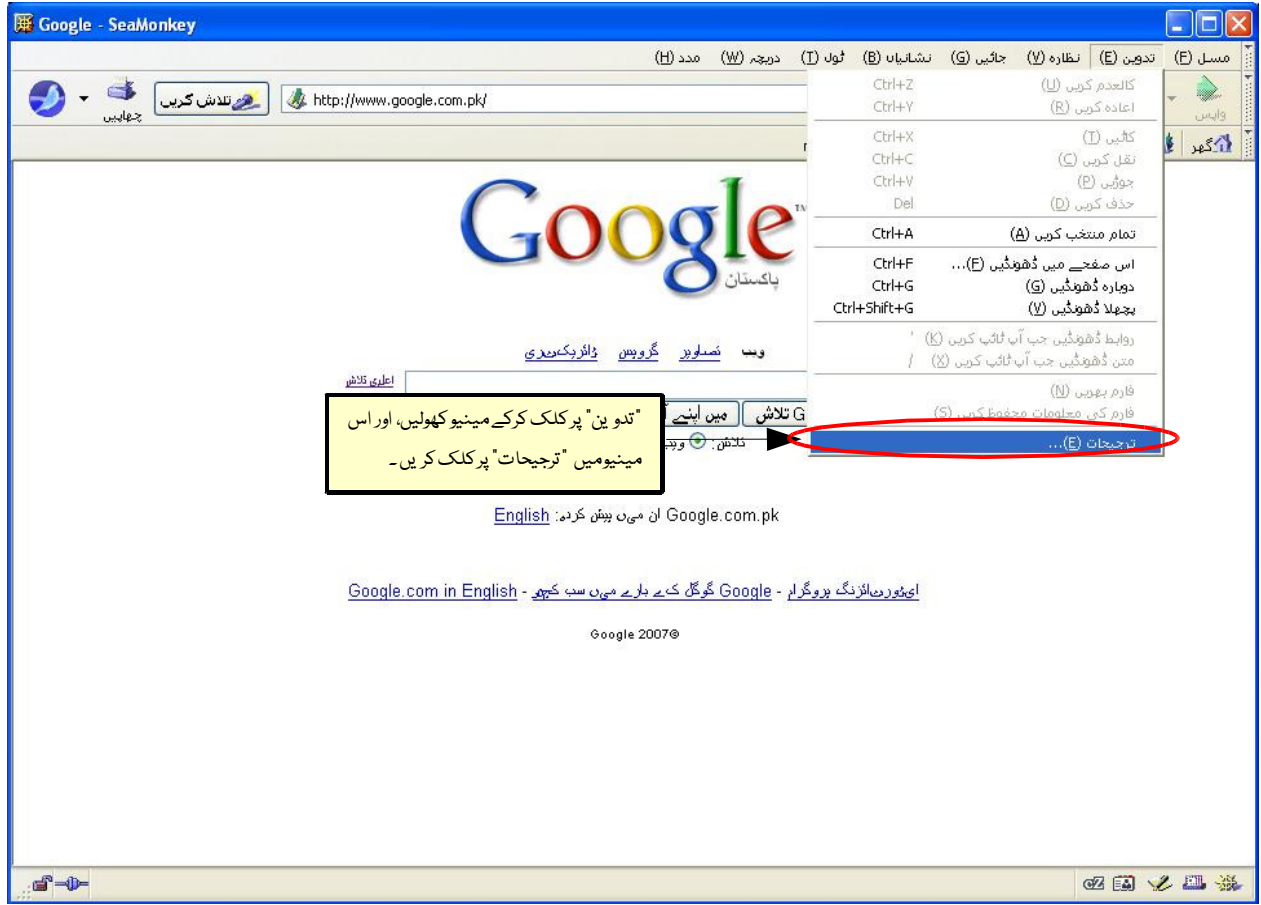 Google - SeaMonkey
مسل (F) تدوین (E) نظاره (V) جائیں (G) نشانیاں (B) ٹول (T) دریچہ (W) مدد (H)
واپس
http://www.google.com.pk/
تلاش کریں
چھاپیں
گھر
کالعدم کریں (U) Ctrl+Z
اعادہ کریں (R) Ctrl+Y
کاٹیں (T) Ctrl+X
نقل کریں (C) Ctrl+C
جوڑیں (P) Ctrl+V
حذف کریں (D) Del
تمام منتخب کریں (A) Ctrl+A
اس صفحے میں ڈھونڈیں (F)... Ctrl+F
دوبارہ ڈھونڈیں (G) Ctrl+G
پچھلا ڈھونڈیں (V) Ctrl+Shift+G
روابط ڈھونڈیں جب آپ ٹائپ کریں (K) '
متن ڈھونڈیں جب آپ ٹائپ کریں (X) /
فارم بھریں (N)
فارم کی معلومات محفوظ کریں (S)
ترجیحات (E)...
Google™
پاکستان
ویب تصاویر گروپس ڈائریکٹری
اعلیٰ تلاش
G تلاش میں اپنے
تلاش: ویب
"تدوین" پر کلک کرکے مینیو کھولیں، اور اس
مینیو میں "ترجیحات" پر کلک کریں۔
Google.com.pk ان میں پیش کردہ: English
ایڈورٹائزنگ پروگرام - Google گوگل کے بارے میں سب کچھ - Google.com in English
Google 2007©
cZ